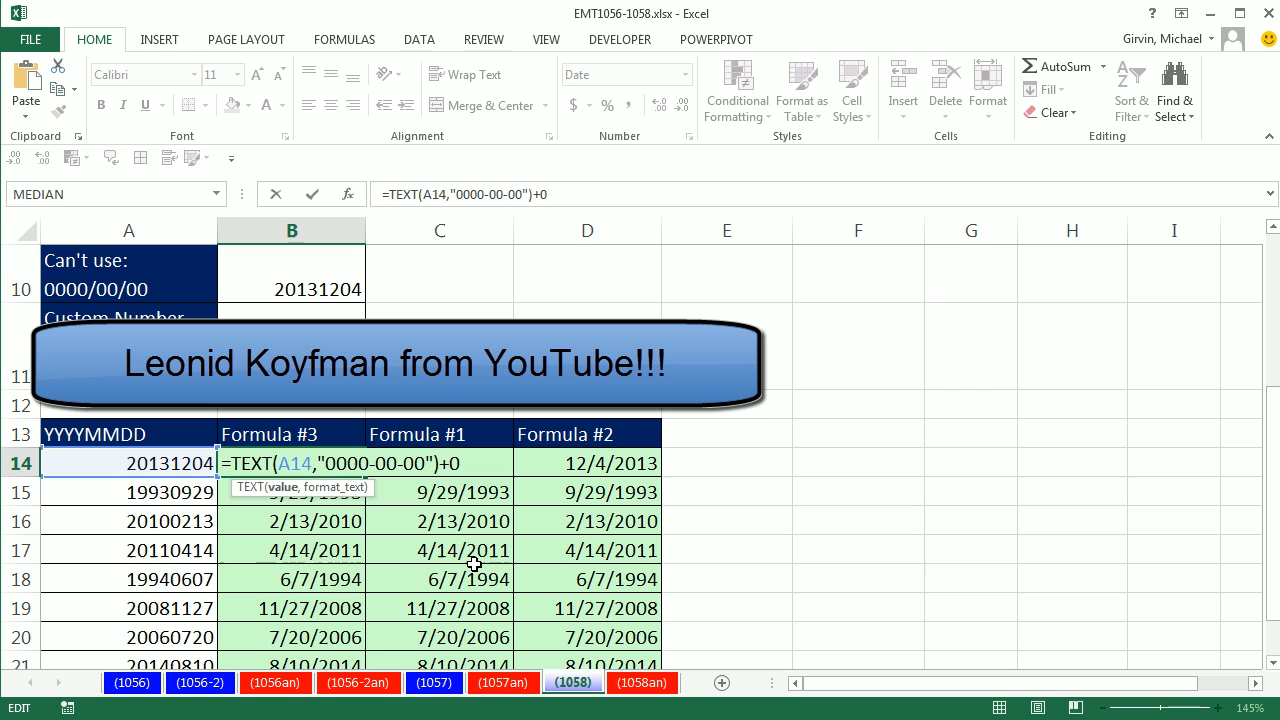 EMT1056-1058.xlsx - Excel
FILE HOME INSERT PAGE LAYOUT FORMULAS DATA REVIEW VIEW DEVELOPER POWERPIVOT Girvin, Michael
Paste
Calibri 11
Wrap Text
Merge & Center
Date
Conditional Formatting
Format as Table
Cell Styles
Insert
Delete
Format
AutoSum
Fill
Clear
Sort & Filter
Find & Select
Clipboard Font Alignment Number Styles Cells Editing
MEDIAN =TEXT(A14,"0000-00-00")+0
A B C D E F G H I
Can't use:
10 0000/00/00 20131204
Custom Number
Leonid Koyfman from YouTube!!!
11
12
13 YYYYMMDD Formula #3 Formula #1 Formula #2
14 20131204 =TEXT(A14,"0000-00-00")+0 12/4/2013
TEXT(value, format_text)
15 19930929 9/29/1993 9/29/1993 9/29/1993
16 20100213 2/13/2010 2/13/2010 2/13/2010
17 20110414 4/14/2011 4/14/2011 4/14/2011
18 19940607 6/7/1994 6/7/1994 6/7/1994
19 20081127 11/27/2008 11/27/2008 11/27/2008
20 20060720 7/20/2006 7/20/2006 7/20/2006
21 20140810 8/10/2014 8/10/2014 8/10/2014
(1056) (1056-2) (1056an) (1056-2an) (1057) (1057an) (1058) (1058an)
EDIT 145%